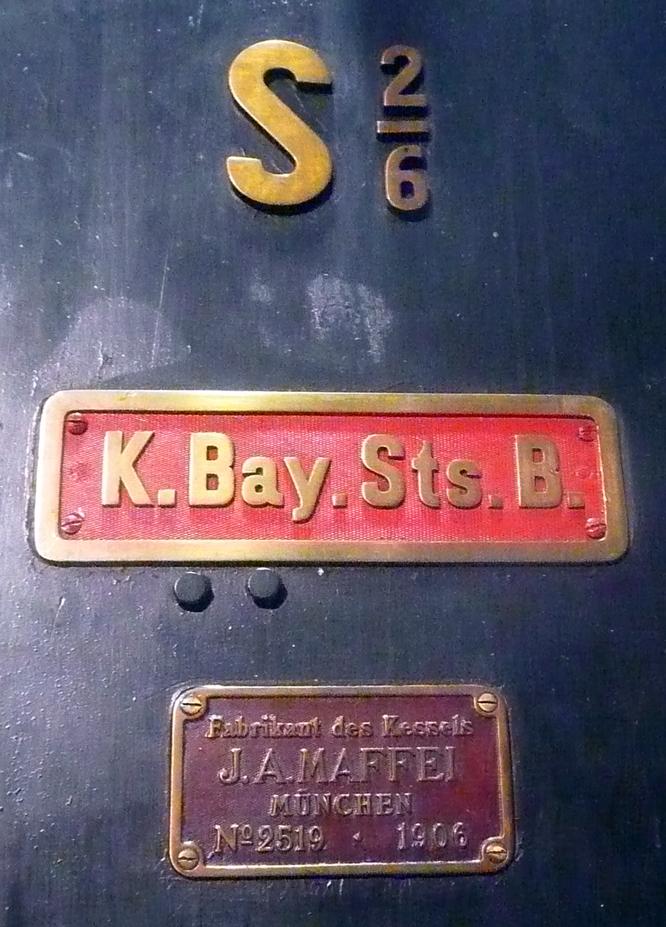 S 2/6
K.Bay.Sts.B.
Fabrikant des Kessels
J.A.MAFFEI
MÜNCHEN
Nº 2519 · 1906